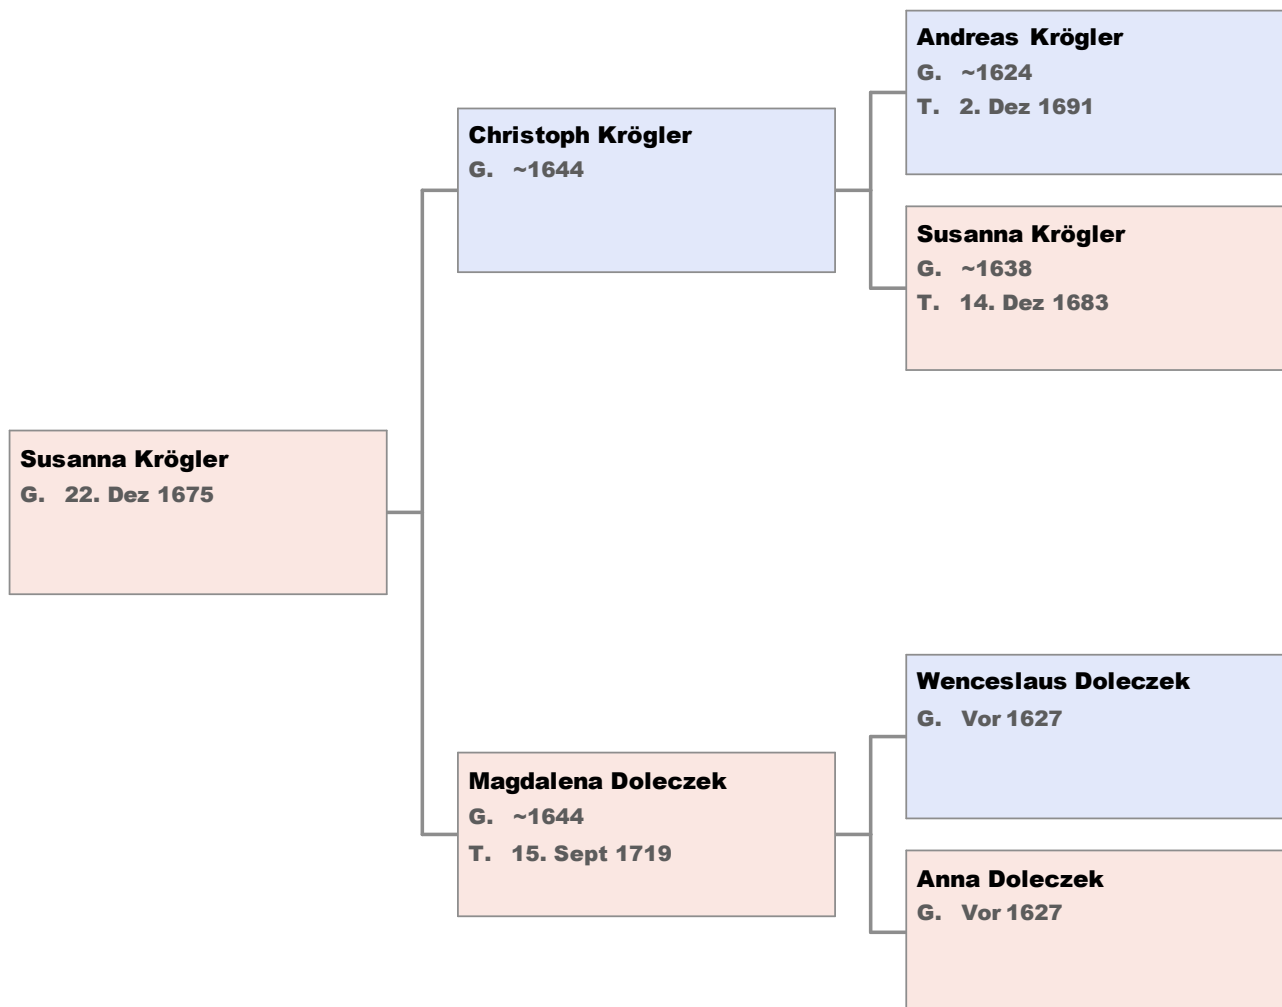 Andreas Krögler
G. ~1624
T. 2. Dez 1691
Christoph Krögler
G. ~1644
Susanna Krögler
G. ~1638
T. 14. Dez 1683
Susanna Krögler
G. 22. Dez 1675
Wenceslaus Doleczek
G. Vor 1627
Magdalena Doleczek
G. ~1644
T. 15. Sept 1719
Anna Doleczek
G. Vor 1627